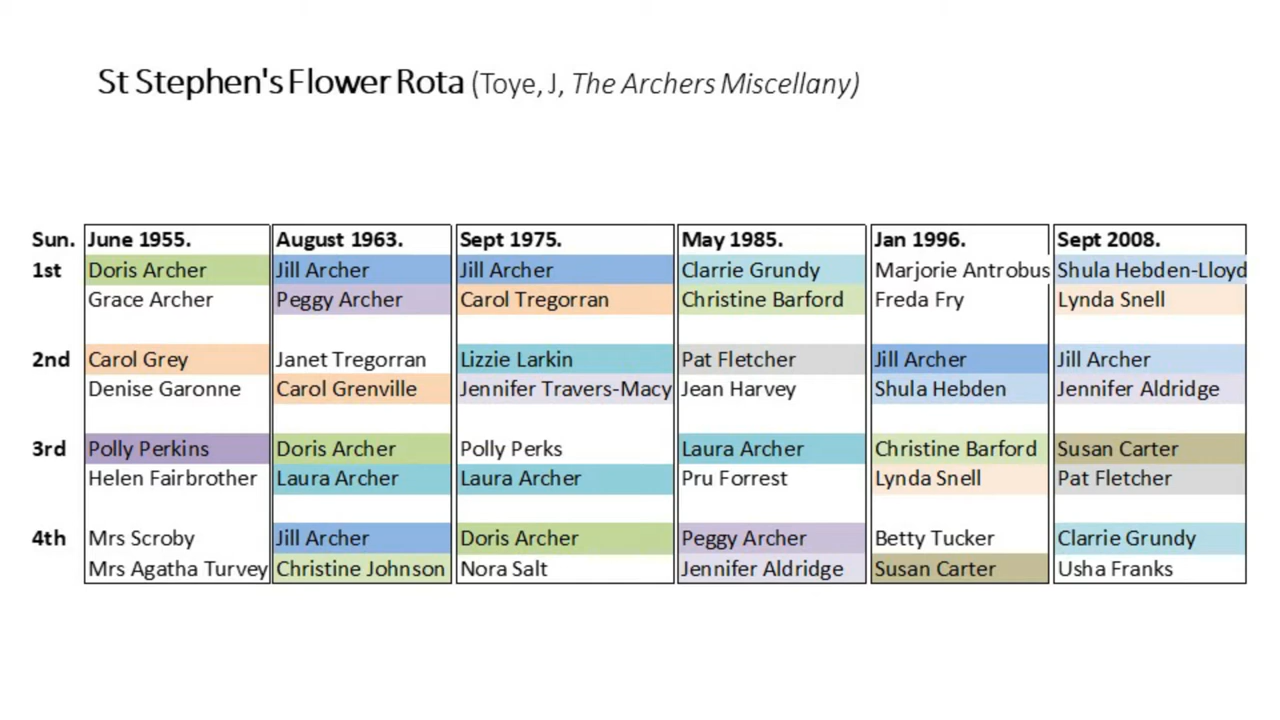 St Stephen's Flower Rota (Toye, J, The Archers Miscellany)
Sun. June 1955. August 1963. Sept 1975. May 1985. Jan 1996. Sept 2008.
1st Doris Archer Jill Archer Jill Archer Clarrie Grundy Marjorie Antrobus Shula Hebden-Lloyd
Grace Archer Peggy Archer Carol Tregorran Christine Barford Freda Fry Lynda Snell
2nd Carol Grey Janet Tregorran Lizzie Larkin Pat Fletcher Jill Archer Jill Archer
Denise Garonne Carol Grenville Jennifer Travers-Macy Jean Harvey Shula Hebden Jennifer Aldridge
3rd Polly Perkins Doris Archer Polly Perks Laura Archer Christine Barford Susan Carter
Helen Fairbrother Laura Archer Laura Archer Pru Forrest Lynda Snell Pat Fletcher
4th Mrs Scroby Jill Archer Doris Archer Peggy Archer Betty Tucker Clarrie Grundy
Mrs Agatha Turvey Christine Johnson Nora Salt Jennifer Aldridge Susan Carter Usha Franks